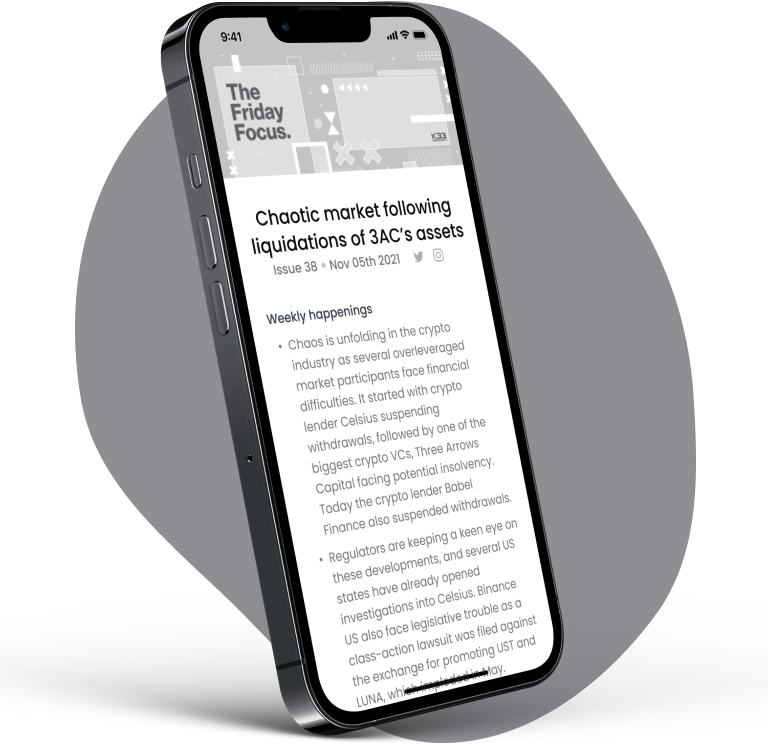 9:41
The
Friday
Focus.
K33
Chaotic market following
liquidations of 3AC's assets
Issue 38 • Nov 05th 2021
Weekly happenings
• Chaos is unfolding in the crypto
industry as several overleveraged
market participants face financial
difficulties. It started with crypto
lender Celsius suspending
withdrawals, followed by one of the
biggest crypto VCs, Three Arrows
Capital facing potential insolvency.
Today the crypto lender Babel
Finance also suspended withdrawals.
• Regulators are keeping a keen eye on
these developments, and several US
states have already opened
investigations into Celsius. Binance
US also face legislative trouble as a
class-action lawsuit was filed against
the exchange for promoting UST and
LUNA, which imploded in May.